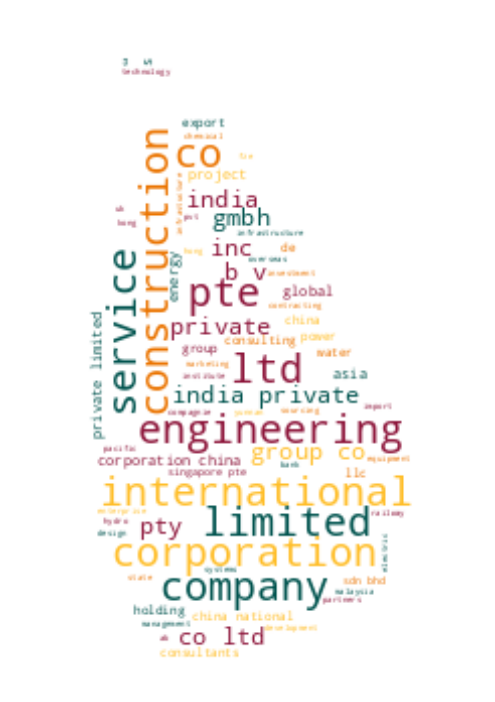 technology
export
chemical
co
project
construction
infrastructure
india
uk
put
hong
gmbh
infrastructure
inc
de
kong
overseas
service
energy
b v
investment
pte
global
contracting
private limited
private
china
consulting
power
group
water
marketing
ltd
institute
asia
india private
compagnie
sourcing
import
engineering
pacific
group co
corporation china
bank
equipment
singapore pte
llc
international
enterprise
railway
hydro
pty
limited
design
electric
corporation
systems
state
company
sdn bhd
malaysia
partners
holding
china national
management
development
ab
co ltd
consultants